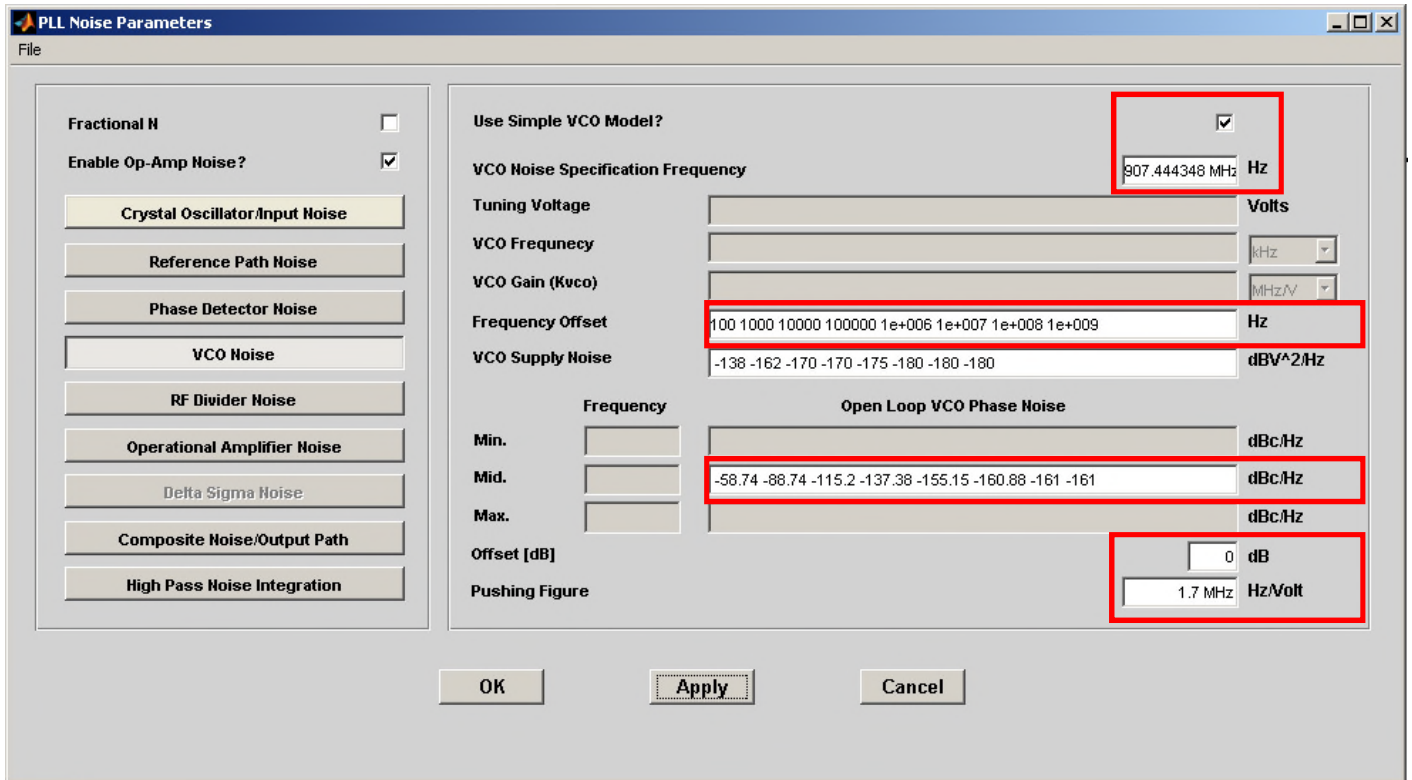 PLL Noise Parameters
File
Fractional N
Enable Op-Amp Noise?
Crystal Oscillator/Input Noise
Reference Path Noise
Phase Detector Noise
VCO Noise
RF Divider Noise
Operational Amplifier Noise
Delta Sigma Noise
Composite Noise/Output Path
High Pass Noise Integration
Use Simple VCO Model?
VCO Noise Specification Frequency 907.444348 MHz Hz
Tuning Voltage Volts
VCO Frequnecy kHz
VCO Gain (Kvco) MHz/V
Frequency Offset 100 1000 10000 100000 1e+006 1e+007 1e+008 1e+009 Hz
VCO Supply Noise -138 -162 -170 -170 -175 -180 -180 -180 dBV^2/Hz
Frequency Open Loop VCO Phase Noise
Min. dBc/Hz
Mid. -58.74 -88.74 -115.2 -137.38 -155.15 -160.88 -161 -161 dBc/Hz
Max. dBc/Hz
Offset [dB] 0 dB
Pushing Figure 1.7 MHz Hz/Volt
OK Apply Cancel